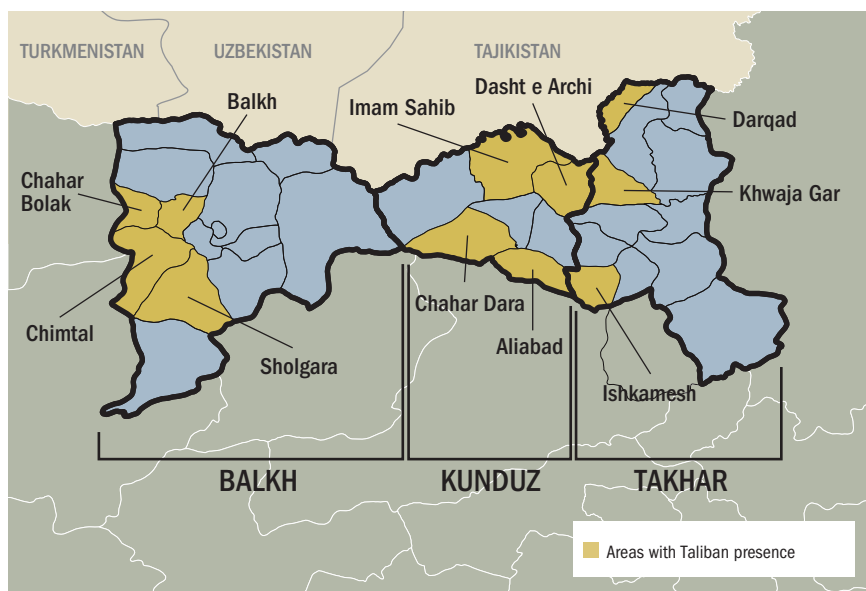 TURKMENISTAN
UZBEKISTAN
TAJIKISTAN
Balkh
Imam Sahib
Dasht e Archi
Darqad
Chahar
Bolak
Khwaja Gar
Chimtal
Sholgara
Chahar Dara
Aliabad
Ishkamesh
BALKH
KUNDUZ
TAKHAR
Areas with Taliban presence